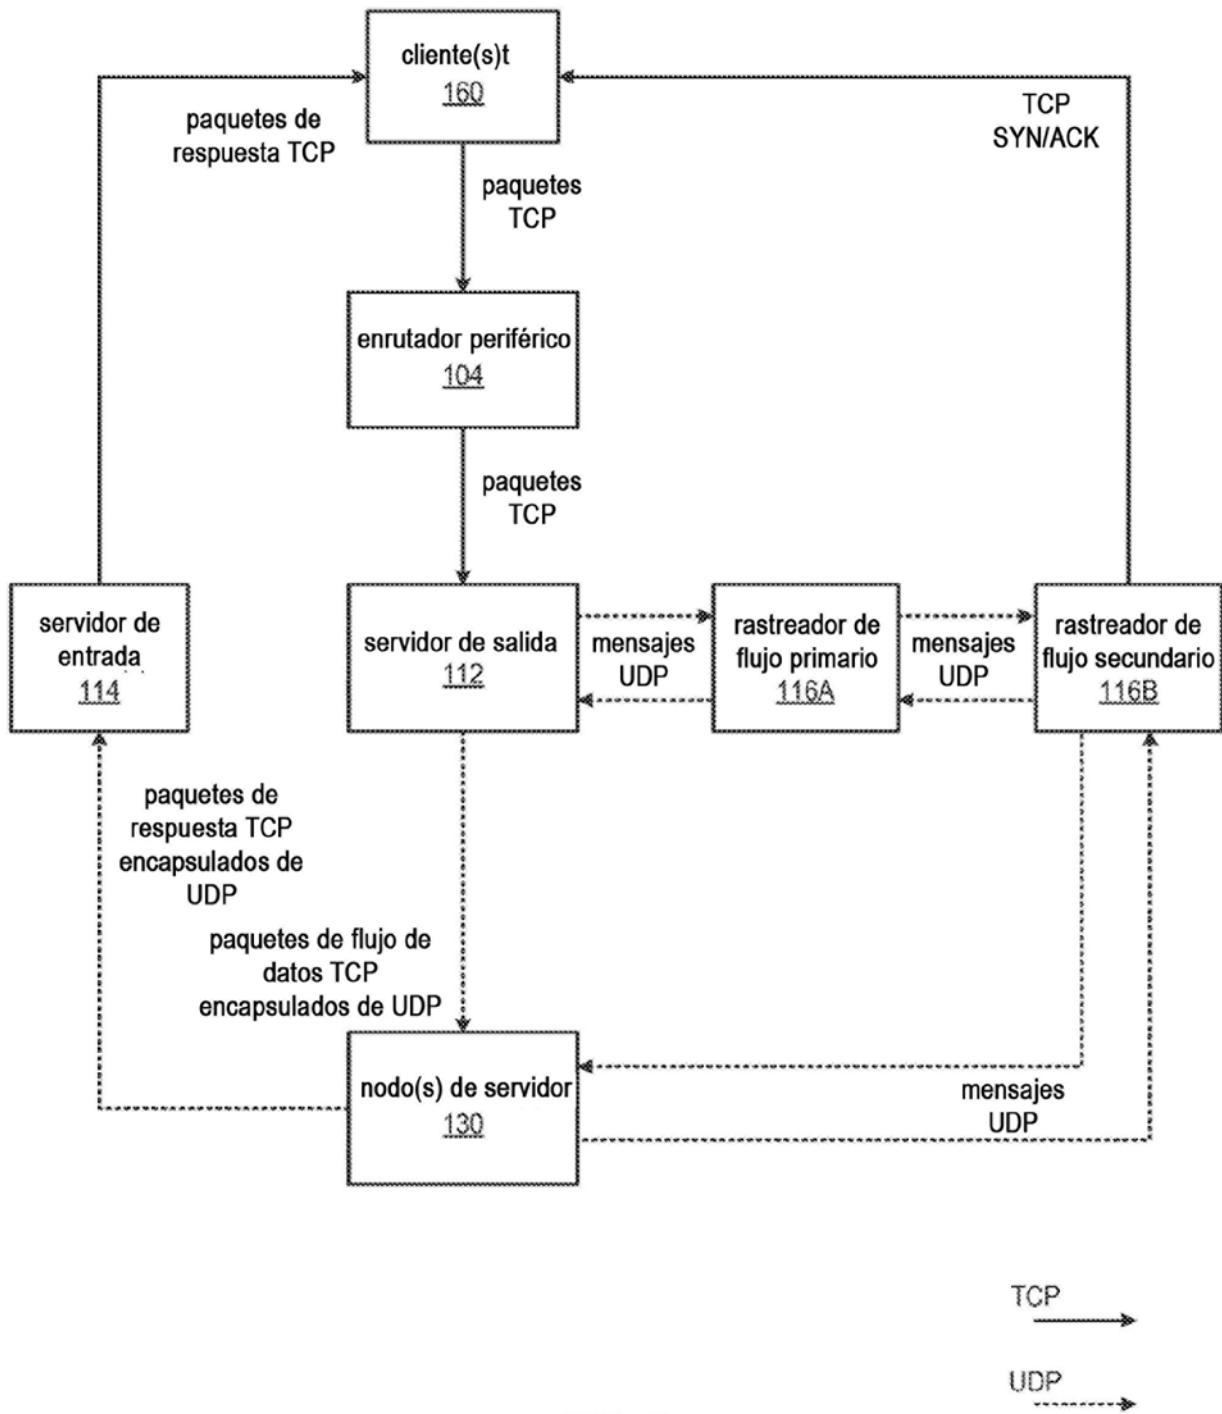 cliente(s)t
160
paquetes de
respuesta TCP
TCP
SYN/ACK
paquetes
TCP
enrutador periférico
104
paquetes
TCP
servidor de
entrada
114
servidor de salida
112
mensajes
UDP
rastreador de
flujo primario
116A
mensajes
UDP
rastreador de
flujo secundario
116B
paquetes de
respuesta TCP
encapsulados de
UDP
paquetes de flujo de
datos TCP
encapsulados de UDP
nodo(s) de servidor
130
mensajes
UDP
TCP
UDP